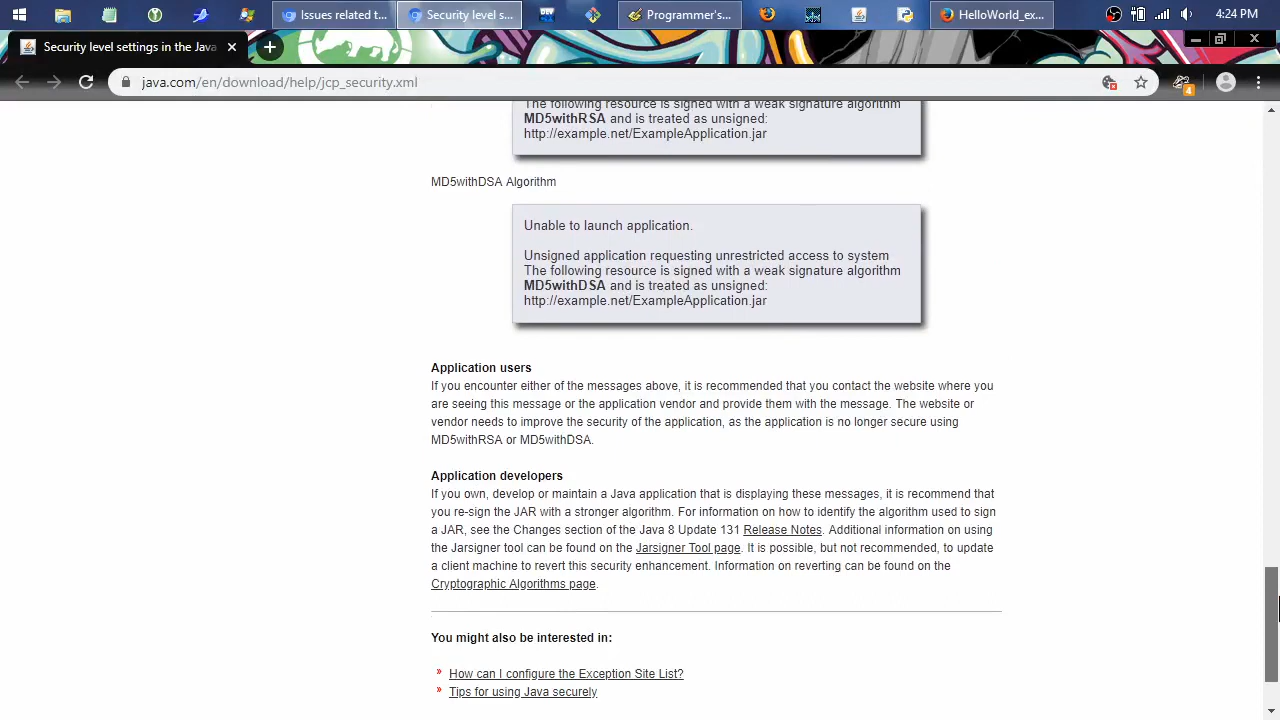 Issues related t...
Security level s...
Programmer's...
HelloWorld_ex...
4:24 PM
Security level settings in the Java
java.com/en/download/help/jcp_security.xml
4
The following resource is signed with a weak signature algorithm
MD5withRSA and is treated as unsigned:
http://example.net/ExampleApplication.jar
MD5withDSA Algorithm
Unable to launch application.
Unsigned application requesting unrestricted access to system
The following resource is signed with a weak signature algorithm
MD5withDSA and is treated as unsigned:
http://example.net/ExampleApplication.jar
Application users
If you encounter either of the messages above, it is recommended that you contact the website where you
are seeing this message or the application vendor and provide them with the message. The website or
vendor needs to improve the security of the application, as the application is no longer secure using
MD5withRSA or MD5withDSA.
Application developers
If you own, develop or maintain a Java application that is displaying these messages, it is recommend that
you re-sign the JAR with a stronger algorithm. For information on how to identify the algorithm used to sign
a JAR, see the Changes section of the Java 8 Update 131 Release Notes. Additional information on using
the Jarsigner tool can be found on the Jarsigner Tool page. It is possible, but not recommended, to update
a client machine to revert this security enhancement. Information on reverting can be found on the
Cryptographic Algorithms page.
You might also be interested in:
» How can I configure the Exception Site List?
» Tips for using Java securely